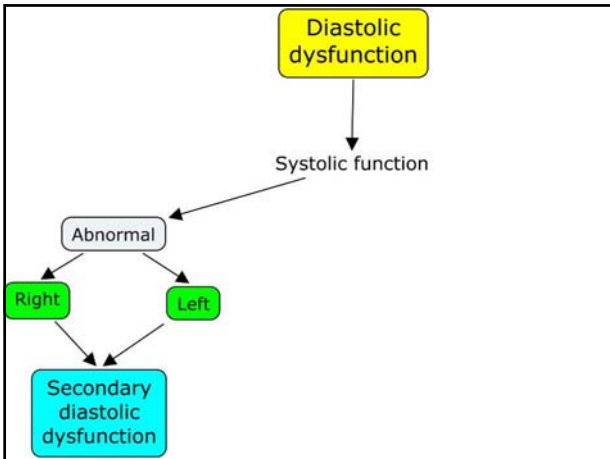 Diastolic
dysfunction
Systolic function
Abnormal
Right
Left
Secondary
diastolic
dysfunction